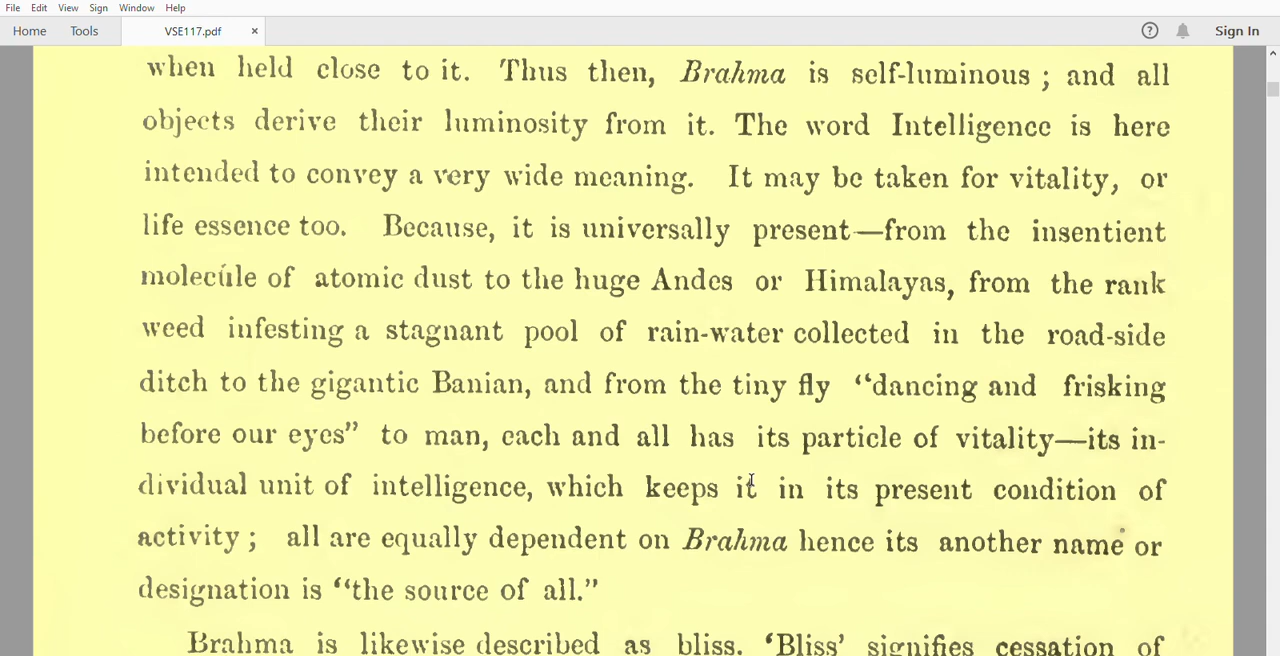 File Edit View Sign Window Help
Home Tools VSE117.pdf × ? Sign In
when held close to it. Thus then, Brahma is self-luminous ; and all
objects derive their luminosity from it. The word Intelligence is here
intended to convey a very wide meaning. It may be taken for vitality, or
life essence too. Because, it is universally present—from the insentient
molecúle of atomic dust to the huge Andes or Himalayas, from the rank
weed infesting a stagnant pool of rain-water collected in the road-side
ditch to the gigantic Banian, and from the tiny fly “dancing and frisking
before our eyes” to man, each and all has its particle of vitality—its in-
dividual unit of intelligence, which keeps it in its present condition of
activity ; all are equally dependent on Brahma hence its another name or
designation is “the source of all.”
Brahma is likewise described as bliss. ‘Bliss’ signifies cessation of